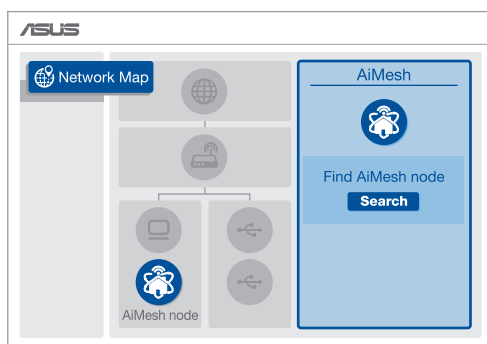 ASUS
Network Map
AiMesh
Find AiMesh node
Search
AiMesh node